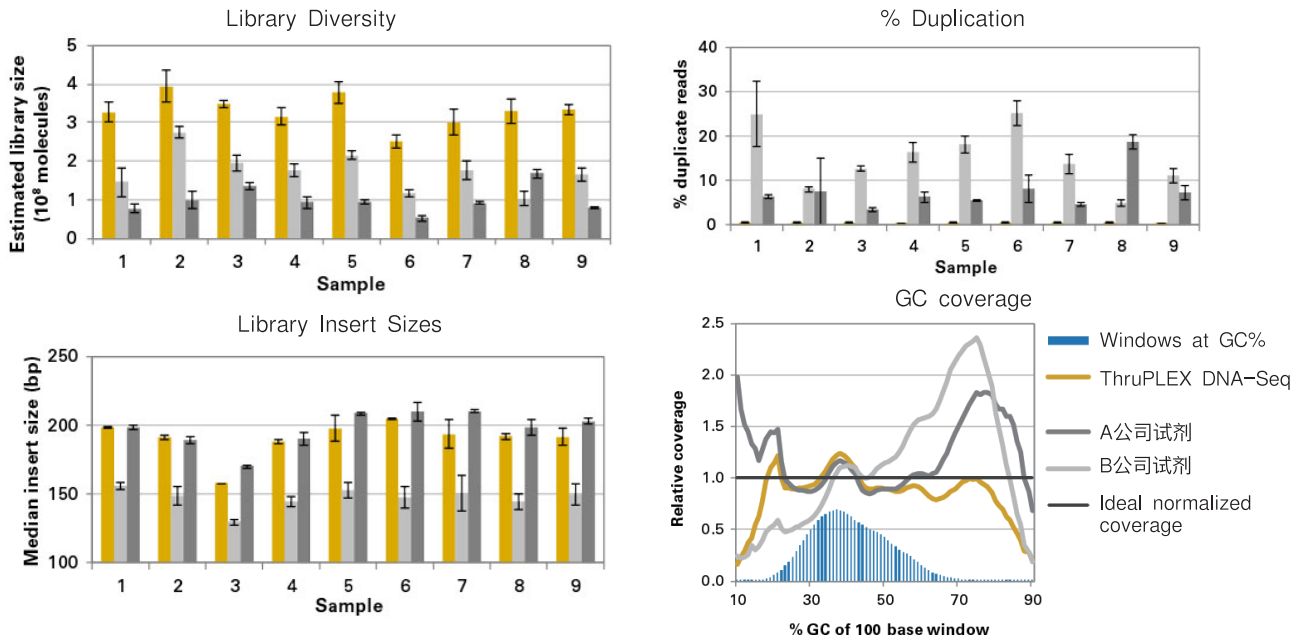 Library Diversity
Estimated library size
(10⁸ molecules)
5
4
3
2
1
0
1 2 3 4 5 6 7 8 9
Sample
% Duplication
% duplicate reads
40
30
20
10
0
1 2 3 4 5 6 7 8 9
Sample
Library Insert Sizes
Median insert size (bp)
250
200
150
100
1 2 3 4 5 6 7 8 9
Sample
GC coverage
Relative coverage
2.5
2.0
1.5
1.0
0.5
0.0
10 30 50 70 90
% GC of 100 base window
Windows at GC%
ThruPLEX DNA-Seq
A公司试剂
B公司试剂
Ideal normalized
coverage